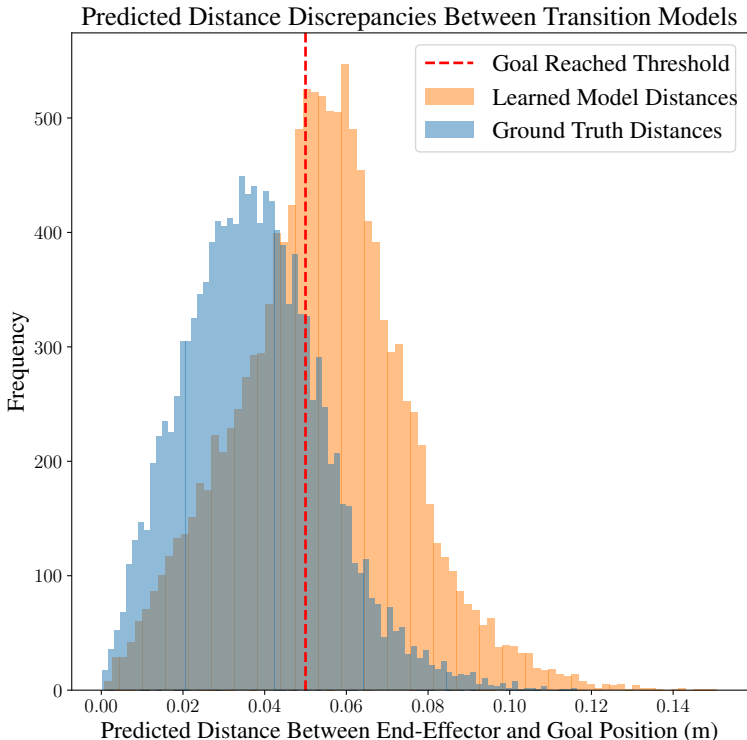 Predicted Distance Discrepancies Between Transition Models
Goal Reached Threshold
Learned Model Distances
Ground Truth Distances
500
400
300
200
100
0
Frequency
0.00 0.02 0.04 0.06 0.08 0.10 0.12 0.14
Predicted Distance Between End-Effector and Goal Position (m)